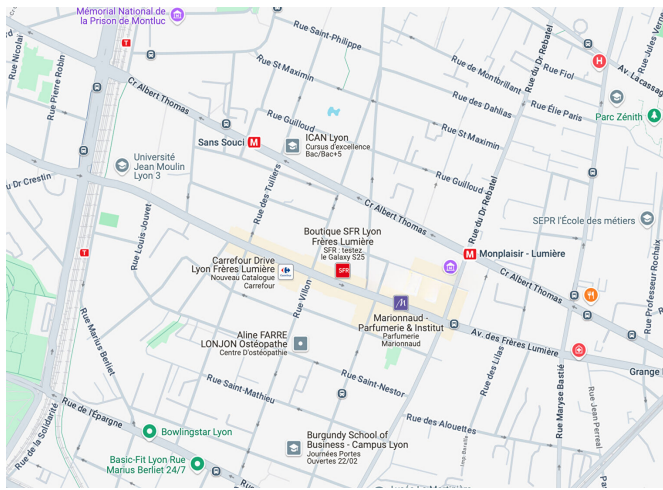 Mémorial National de
la Prison de Montluc
T
Rue Nicolaï
Rue Pierre Robin
Rue Saint-Philippe
Rue St Maximin
Cr Albert Thomas
Rue Guilloud
Rue du Dr Rebatel
Rue de Montbrillant
Rue Fiol
H
Av. Lacassag
Rue Jules Verne
Rue des Dahlias
Rue Élie Paris
Parc Zénith
Rue St Maximin
Sans Souci
M
ICAN Lyon
Cursus d'excellence
Bac/Bac+5
Université
Jean Moulin
Lyon 3
Rue Guilloud
u Dr Crestin
Rue des Tuiliers
Rue Louis Jouvet
Cr Albert Thomas
Rue du Dr Rebatel
SEPR l'École des métiers
T
Boutique SFR Lyon
Frères Lumière
SFR : testez
le Galaxy S25
SFR
M
Monplaisir - Lumière
Carrefour Drive
Lyon Frères Lumière
Nouveau Catalogue
Carrefour
Rue Villon
Cr Albert Thomas
Rue Professeur Rochaix
Marionnaud -
Parfumerie & Institut
Parfumerie
Marionnaud
Rue Marius Berliet
Aline FARRE
LONJON Ostéopathe
Centre D'ostéopathie
Av. des Frères Lumière
Rue des Lilas
Grange
Rue Saint-Nestor
Rue Saint-Mathieu
Rue Maryse Bastié
Rue Jean Perréal
Rue de l'Épargne
Rue de la Solidarité
Rue des Alouettes
Imp. Bazaille
Bowlingstar Lyon
Burgundy School of
Business - Campus Lyon
Journées Portes
Ouvertes 22/02
Basic-Fit Lyon Rue
Marius Berliet 24/7